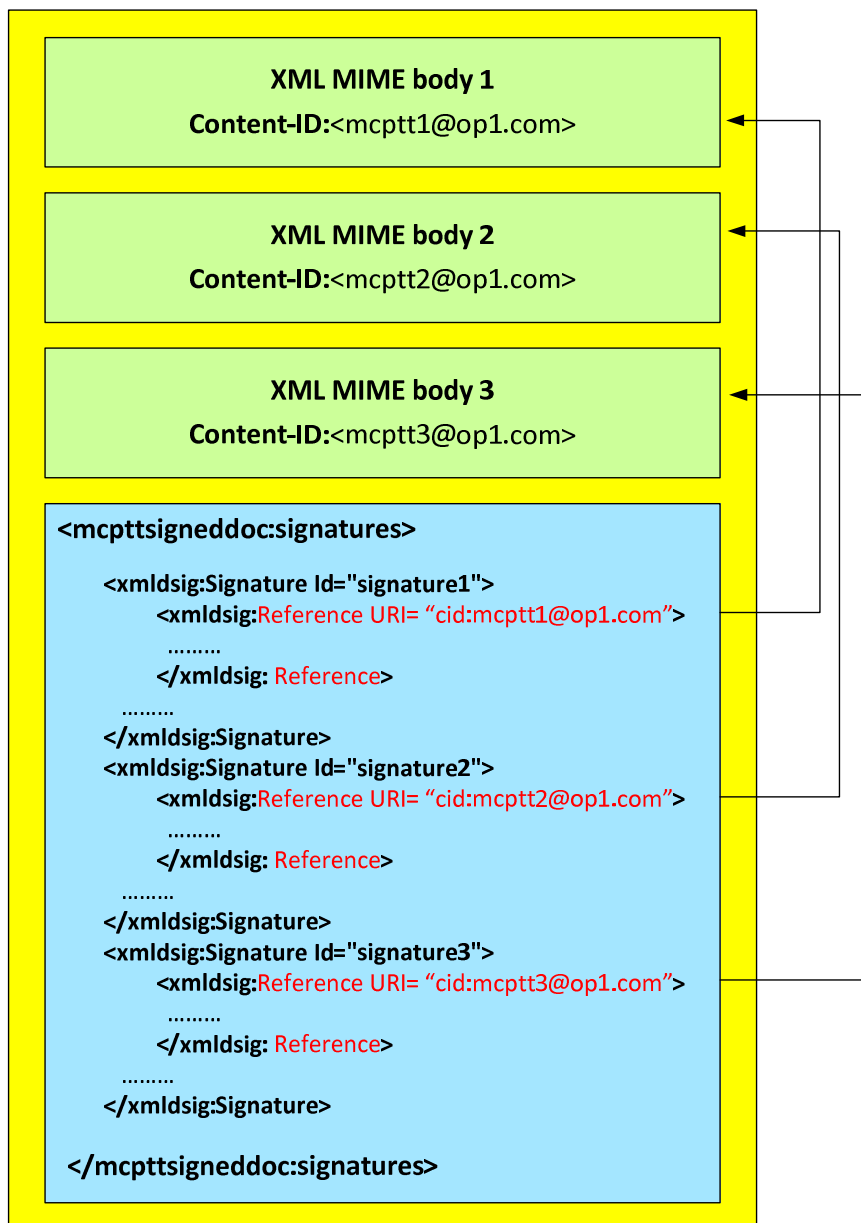 XML MIME body 1
Content-ID:<mcptt1@op1.com>
XML MIME body 2
Content-ID:<mcptt2@op1.com>
XML MIME body 3
Content-ID:<mcptt3@op1.com>
<mcpttsigneddoc:signatures>
<xmldsig:Signature Id="signature1">
<xmldsig:Reference URI= “cid:mcptt1@op1.com”>
.........
</xmldsig: Reference>
.........
</xmldsig:Signature>
<xmldsig:Signature Id="signature2">
<xmldsig:Reference URI= “cid:mcptt2@op1.com”>
.........
</xmldsig: Reference>
.........
</xmldsig:Signature>
<xmldsig:Signature Id="signature3">
<xmldsig:Reference URI= “cid:mcptt3@op1.com”>
.........
</xmldsig: Reference>
.........
</xmldsig:Signature>
</mcpttsigneddoc:signatures>